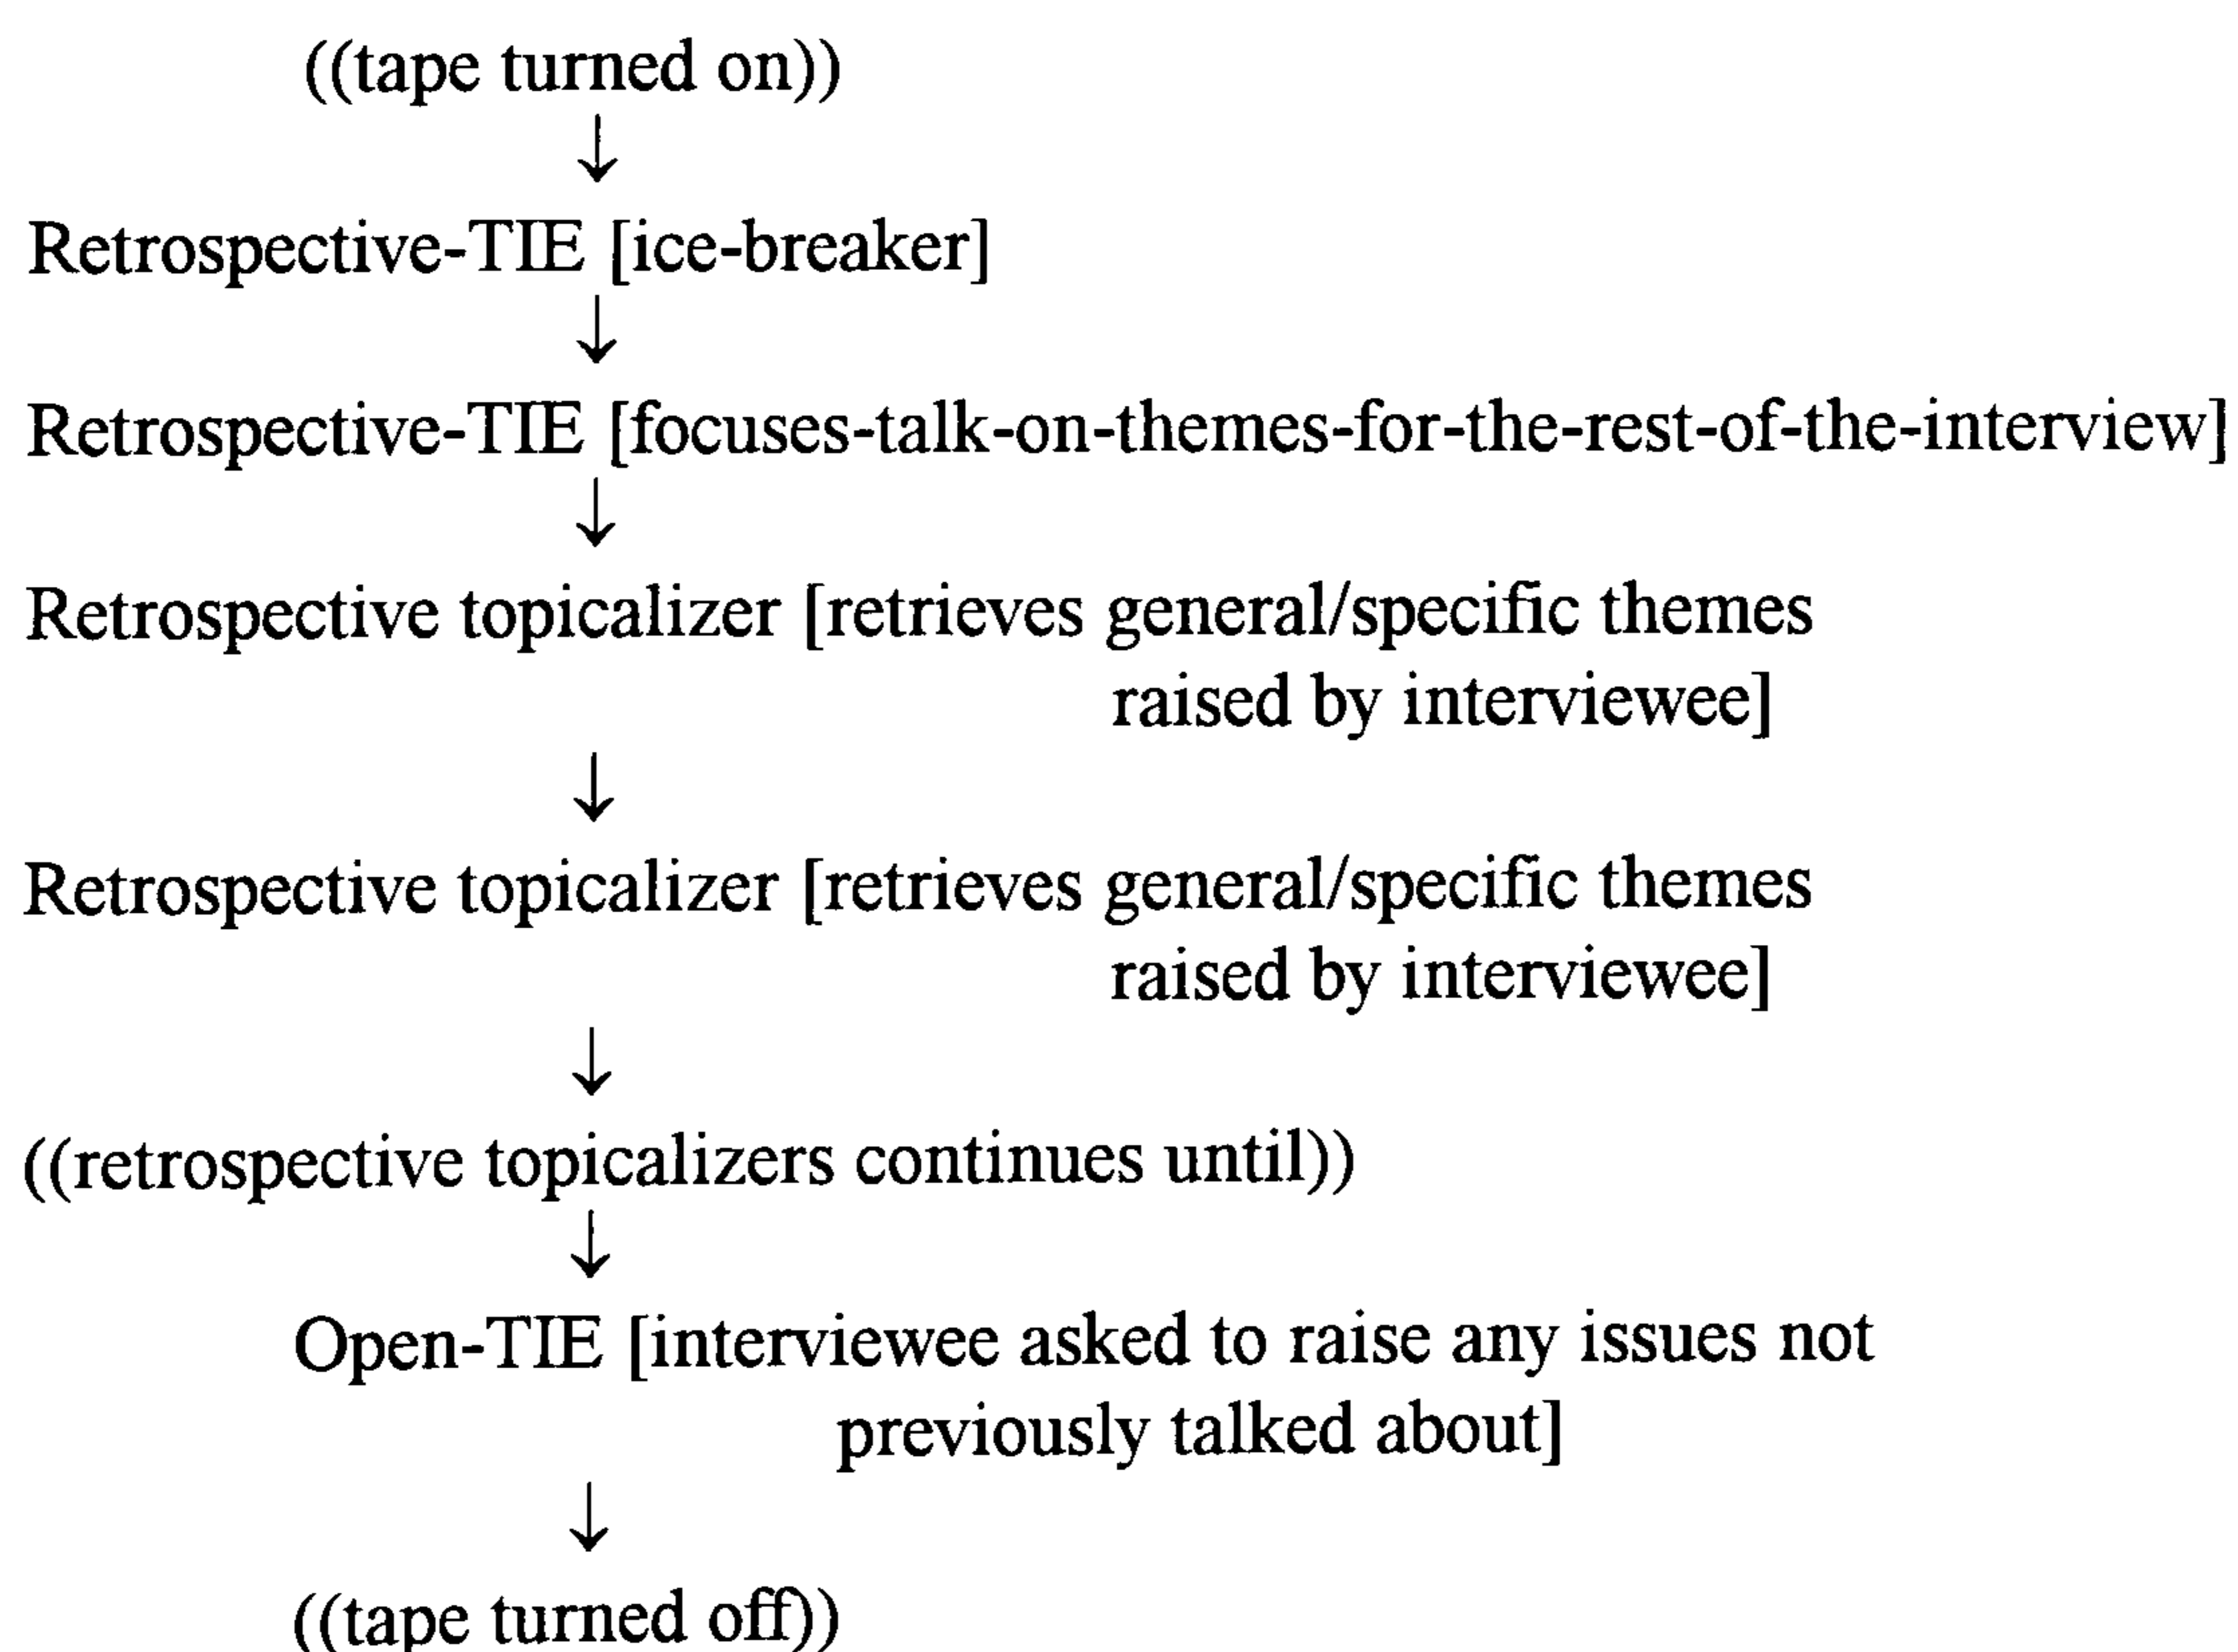 ((tape turned on))
↓
Retrospective-TIE [ice-breaker]
↓
Retrospective-TIE [focuses-talk-on-themes-for-the-rest-of-the-interview]
↓
Retrospective topicalizer [retrieves general/specific themes
raised by interviewee]
↓
Retrospective topicalizer [retrieves general/specific themes
raised by interviewee]
↓
((retrospective topicalizers continues until))
↓
Open-TIE [interviewee asked to raise any issues not
previously talked about]
↓
((tape turned off))